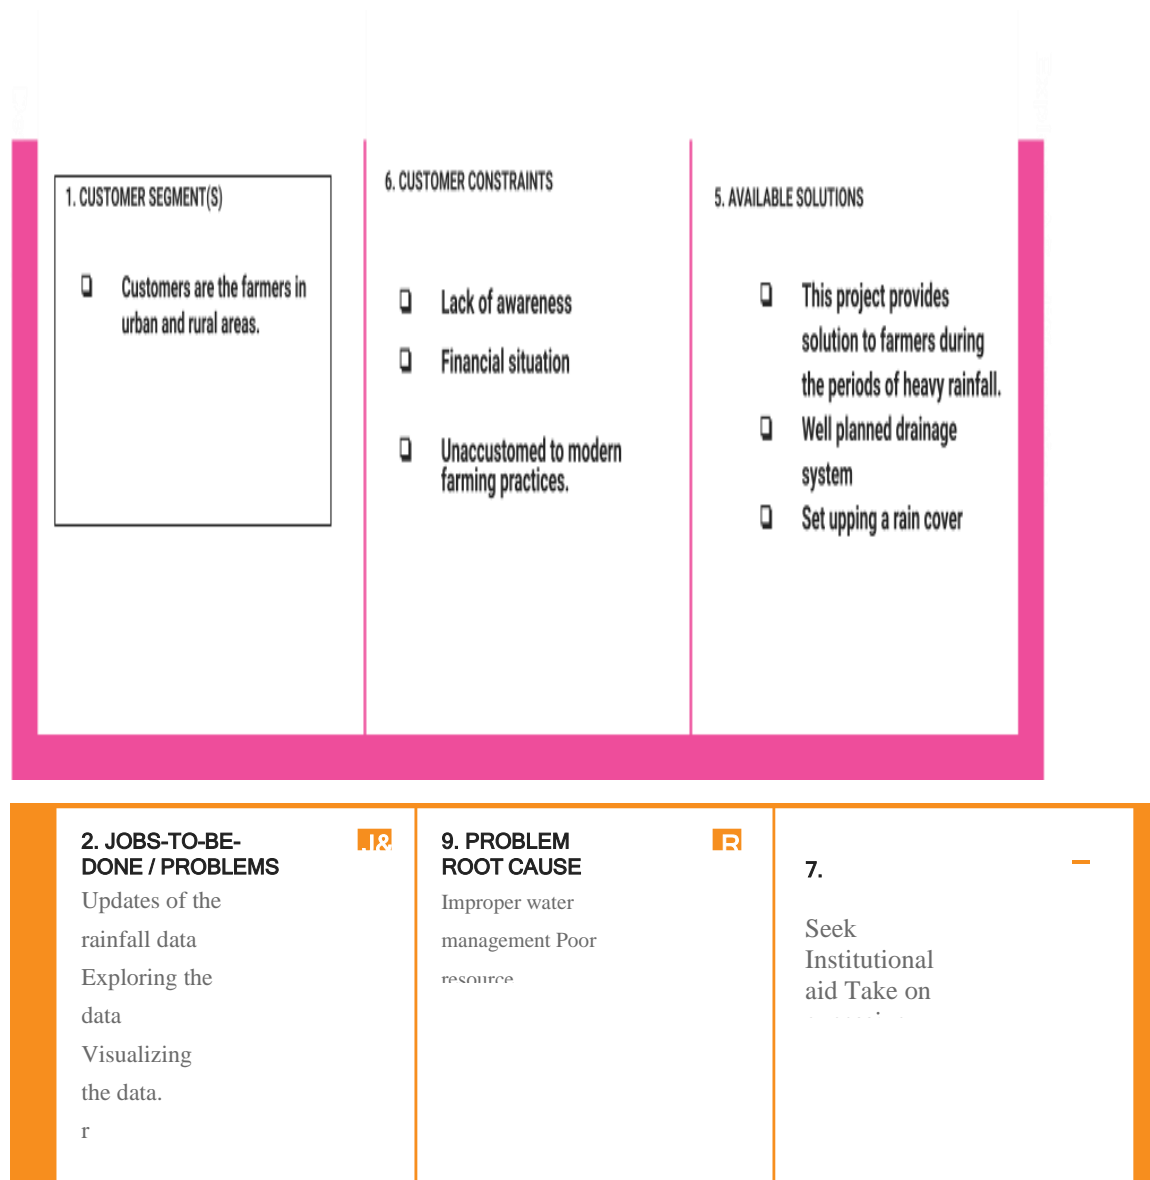 1. CUSTOMER SEGMENT(S)
❑ Customers are the farmers in
urban and rural areas.
6. CUSTOMER CONSTRAINTS
❑ Lack of awareness
❑ Financial situation
❑ Unaccustomed to modern
farming practices.
5. AVAILABLE SOLUTIONS
❑ This project provides
solution to farmers during
the periods of heavy rainfall.
❑ Well planned drainage
system
❑ Set upping a rain cover
2. JOBS-TO-BE-
DONE / PROBLEMS
J&
Updates of the
rainfall data
Exploring the
data
Visualizing
the data.
r
9. PROBLEM
ROOT CAUSE
R
Improper water
management Poor
resource
7.
Seek
Institutional
aid Take on